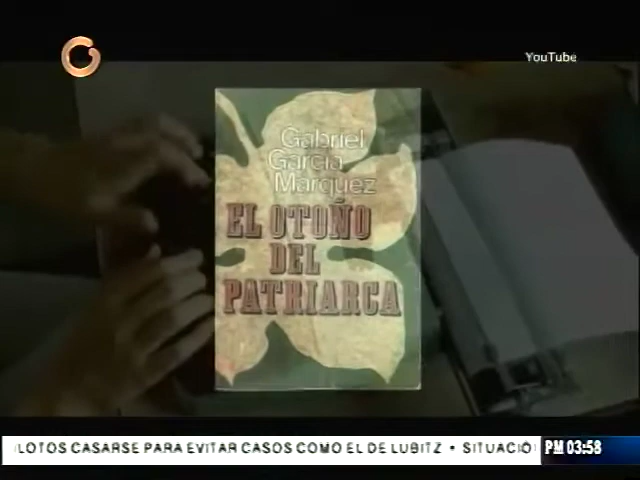 YouTube
Gabriel
García
Márquez
EL OTOÑO
DEL
PATRIARCA
LOTOS CASARSE PARA EVITAR CASOS COMO EL DE LUBITZ • SITUACIÓ
PM 03:58